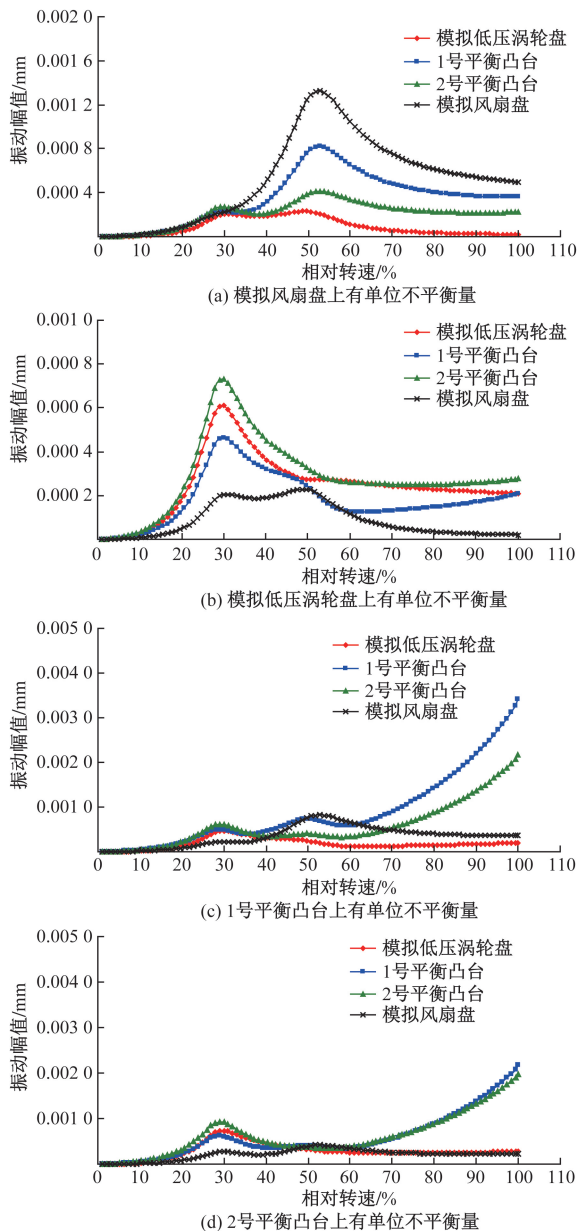 0.002 0
0.001 6
0.001 2
0.000 8
0.000 4
振动幅值/mm
模拟低压涡轮盘
1号平衡凸台
2号平衡凸台
模拟风扇盘
0 10 20 30 40 50 60 70 80 90 100
相对转速/%
(a) 模拟风扇盘上有单位不平衡量
0.001 0
0.000 8
0.000 6
0.000 4
0.000 2
振动幅值/mm
模拟低压涡轮盘
1号平衡凸台
2号平衡凸台
模拟风扇盘
0 10 20 30 40 50 60 70 80 90 100
相对转速/%
(b) 模拟低压涡轮盘上有单位不平衡量
0.005 0
0.004 0
0.003 0
0.002 0
0.001 0
振动幅值/mm
模拟低压涡轮盘
1号平衡凸台
2号平衡凸台
模拟风扇盘
0 10 20 30 40 50 60 70 80 90 100
相对转速/%
(c) 1号平衡凸台上有单位不平衡量
0.005 0
0.004 0
0.003 0
0.002 0
0.001 0
振动幅值/mm
模拟低压涡轮盘
1号平衡凸台
2号平衡凸台
模拟风扇盘
0 10 20 30 40 50 60 70 80 90 100
相对转速/%
(d) 2号平衡凸台上有单位不平衡量